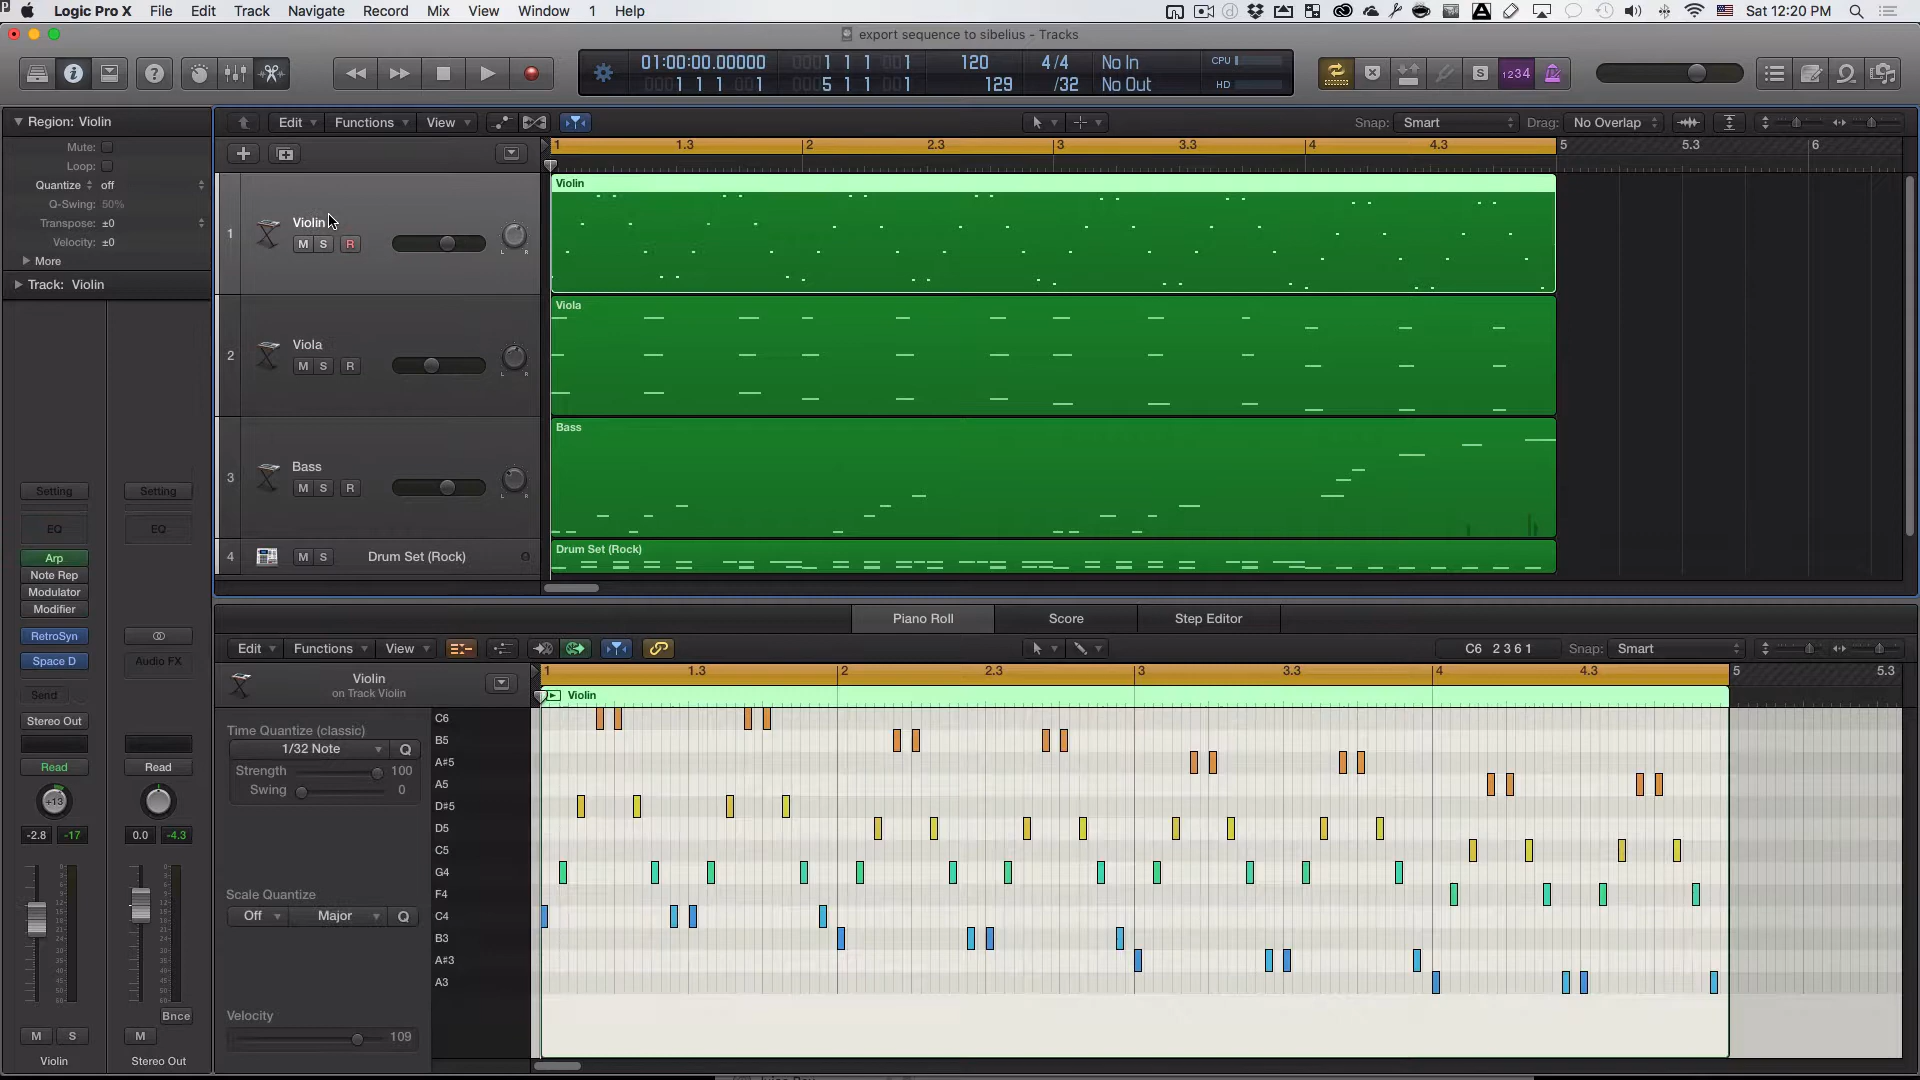 Logic Pro X File Edit Track Navigate Record Mix View Window 1 Help Sat 12:20 PM
export sequence to sibelius - Tracks
01:00:00.00000 0001 1 1 001 120 4/4 No In CPU
1 1 1 001 0005 1 1 001 129 /32 No Out HD
S 1234
Region: Violin
Edit Functions View Snap: Smart Drag: No Overlap
Mute:
Loop:
Quantize off
Q-Swing: 50%
Transpose: ±0
Velocity: ±0
More
Track: Violin
1 1.3 2 2.3 3 3.3 4 4.3 5 5.3 6
1 Violin
M S R
L R
Violin
2 Viola
M S R
L R
Viola
3 Bass
M S R
L R
Bass
4 M S Drum Set (Rock)
Drum Set (Rock)
Setting Setting
EQ EQ
Arp
Note Rep
Modulator
Modifier
RetroSyn
Space D Audio FX
Send
Stereo Out
Read Read
+13
-2.8 -17 0.0 -4.3
Bnce
M S M
Violin Stereo Out
Piano Roll Score Step Editor
Edit Functions View C6 2 3 6 1 Snap: Smart
1 1.3 2 2.3 3 3.3 4 4.3 5 5.3
Violin
on Track Violin
Violin
Time Quantize (classic)
1/32 Note Q
Strength 100
Swing 0
Scale Quantize
Off Major Q
Velocity
109
C6
B5
A#5
A5
D#5
D5
C5
G4
F4
C4
B3
A#3
A3